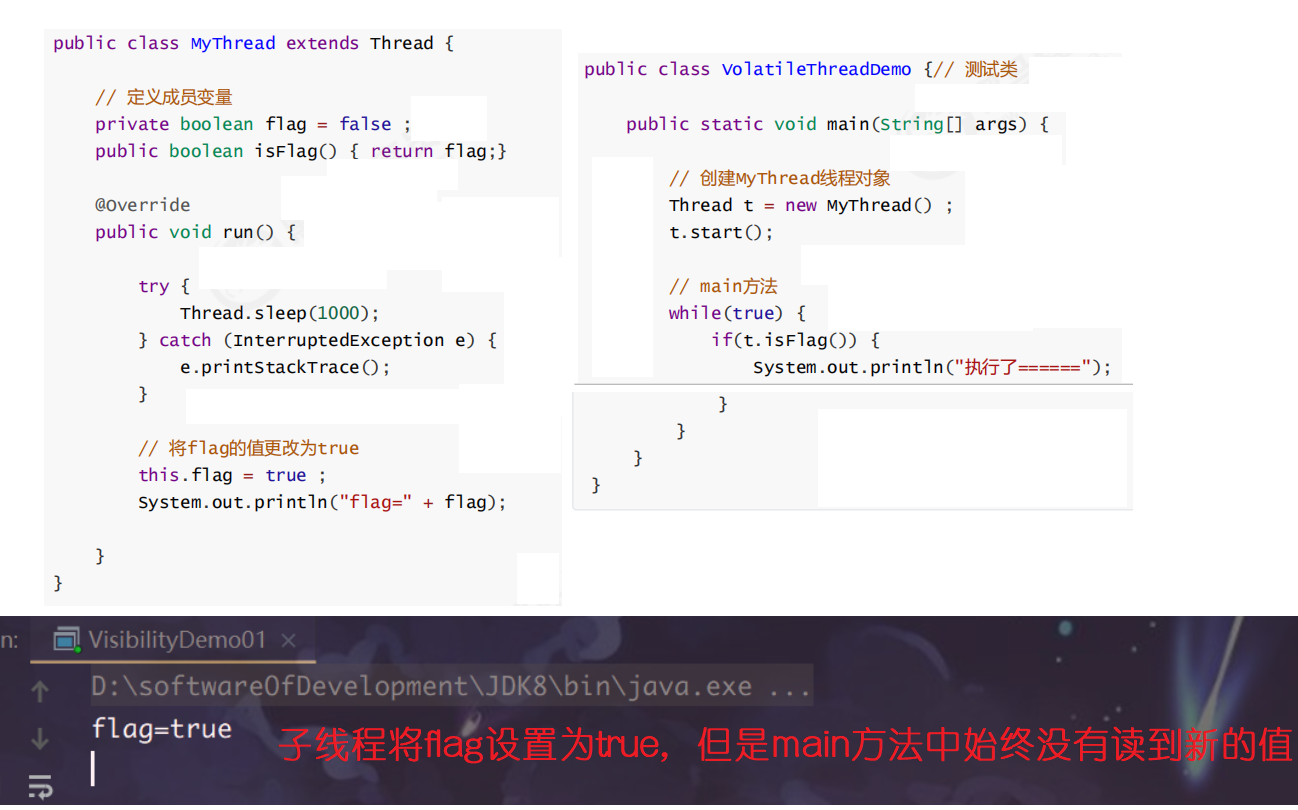 public class MyThread extends Thread {
// 定义成员变量
private boolean flag = false ;
public boolean isFlag() { return flag;}
@Override
public void run() {
try {
Thread.sleep(1000);
} catch (InterruptedException e) {
e.printStackTrace();
}
// 将flag的值更改为true
this.flag = true ;
System.out.println("flag=" + flag);
}
}
public class VolatileThreadDemo {// 测试类
public static void main(String[] args) {
// 创建MyThread线程对象
Thread t = new MyThread() ;
t.start();
// main方法
while(true) {
if(t.isFlag()) {
System.out.println("执行了======");
}
}
}
}
n: VisibilityDemo01 ×
D:\softwareOfDevelopment\JDK8\bin\java.exe ...
flag=true
子线程将flag设置为true，但是main方法中始终没有读到新的值